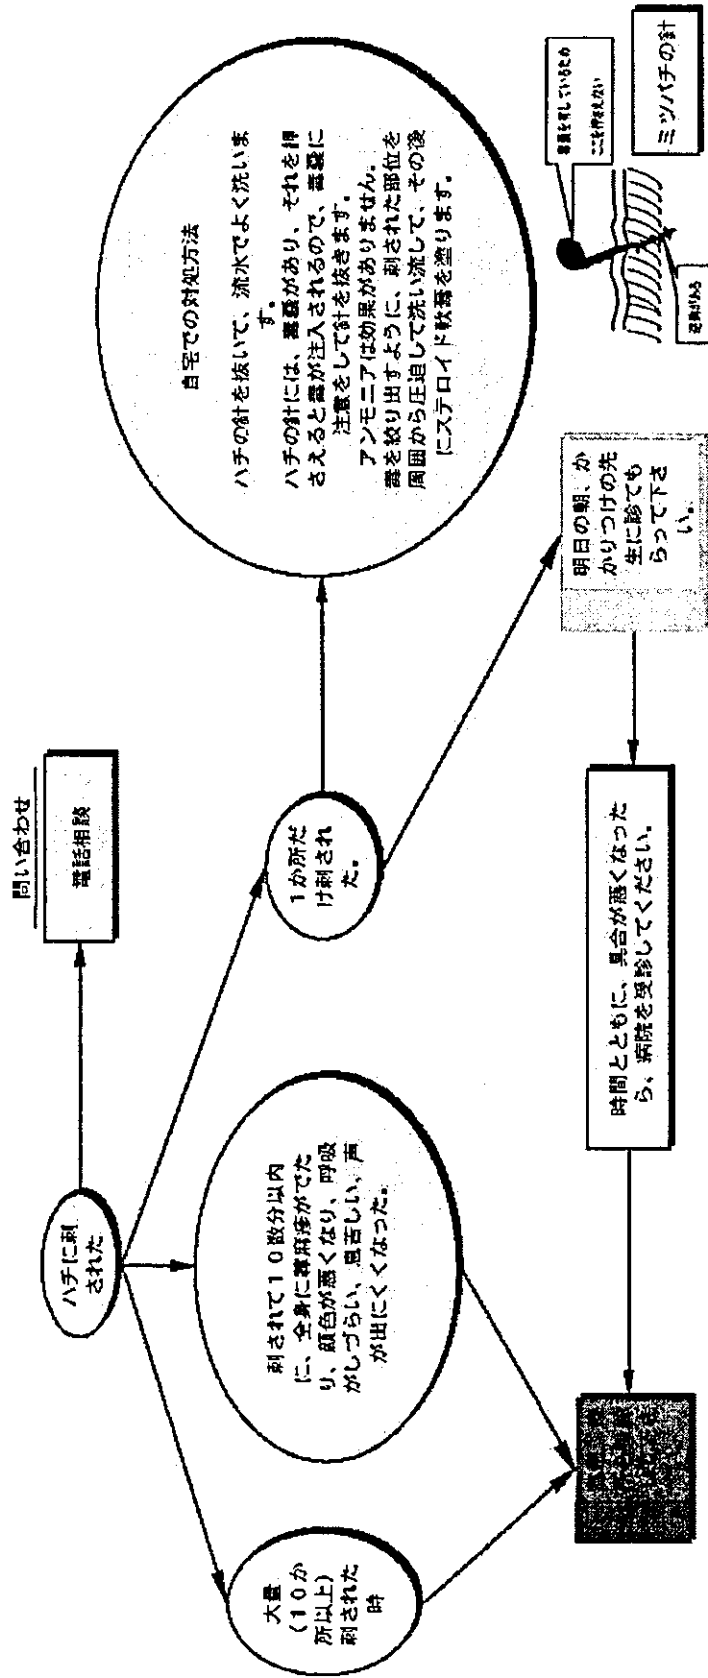 問い合わせ
電話相談
ハチに刺
された
大量
(10か
所以上)
刺された
時
刺されて10数分以内
に、全身に蕁麻疹がでた
り、顔色が悪くなり、呼吸
がしづらい、息苦しい、声
が出にくくなった。
1か所だ
け刺され
た。
自宅での対処方法
ハチの針を抜いて、流水でよく洗いま
す。
ハチの針には、毒嚢があり、それを押
さえると毒が注入されるので、毒嚢に
注意をして針を抜きます。
アンモニアは効果がありません。
毒を絞り出すように、刺された部位を
周囲から圧迫して洗い流して、その後
にステロイド軟膏を塗ります。
時間とともに、具合が悪くなった
ら、病院を受診してください。
明日の朝、か
かりつけの先
生に診ても
らって下さ
い。
ここを押さえない
逆鉤がある
ミツバチの針